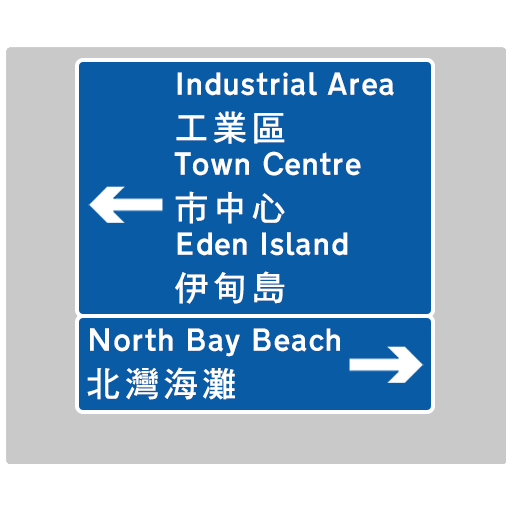 Industrial Area
工業區
Town Centre
市中心
Eden Island
伊甸島
North Bay Beach
北灣海灘